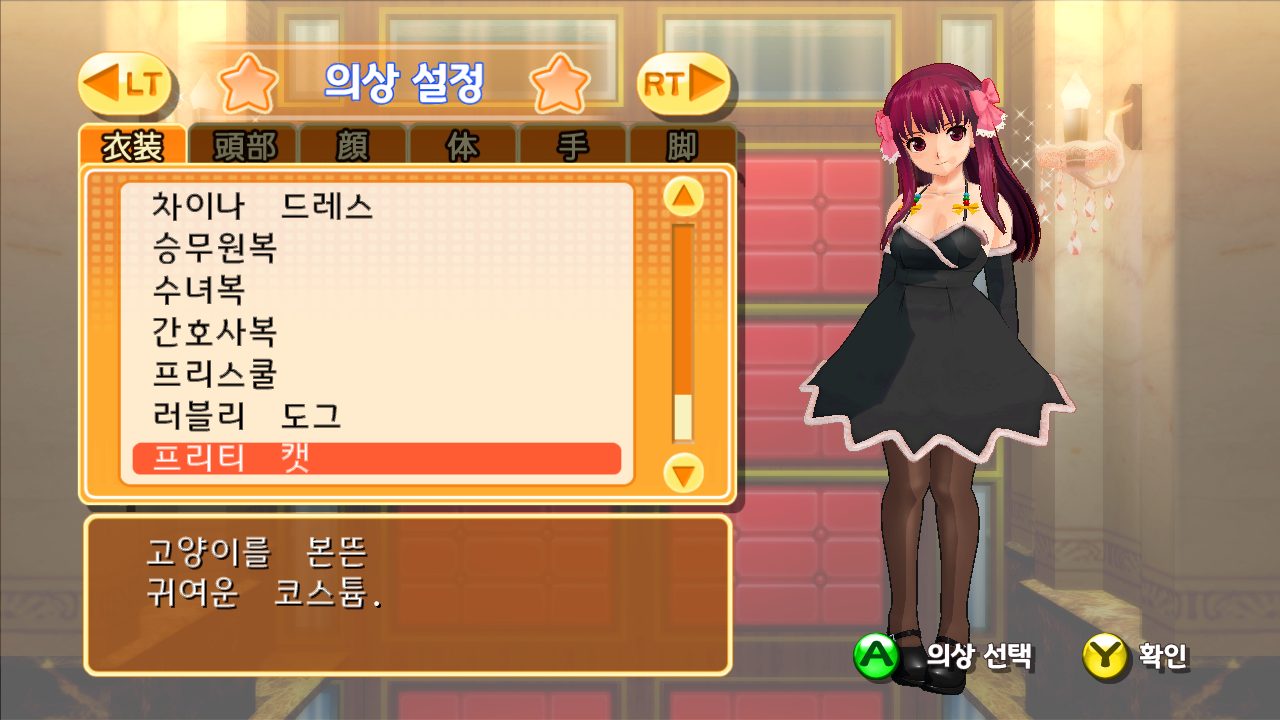 LT
의상 설정
RT
衣装 頭部 顔 体 手 脚
차이나 드레스
승무원복
수녀복
간호사복
프리스쿨
러블리 도그
프리티 캣
고양이를 본뜬
귀여운 코스튬.
A 의상 선택 Y 확인